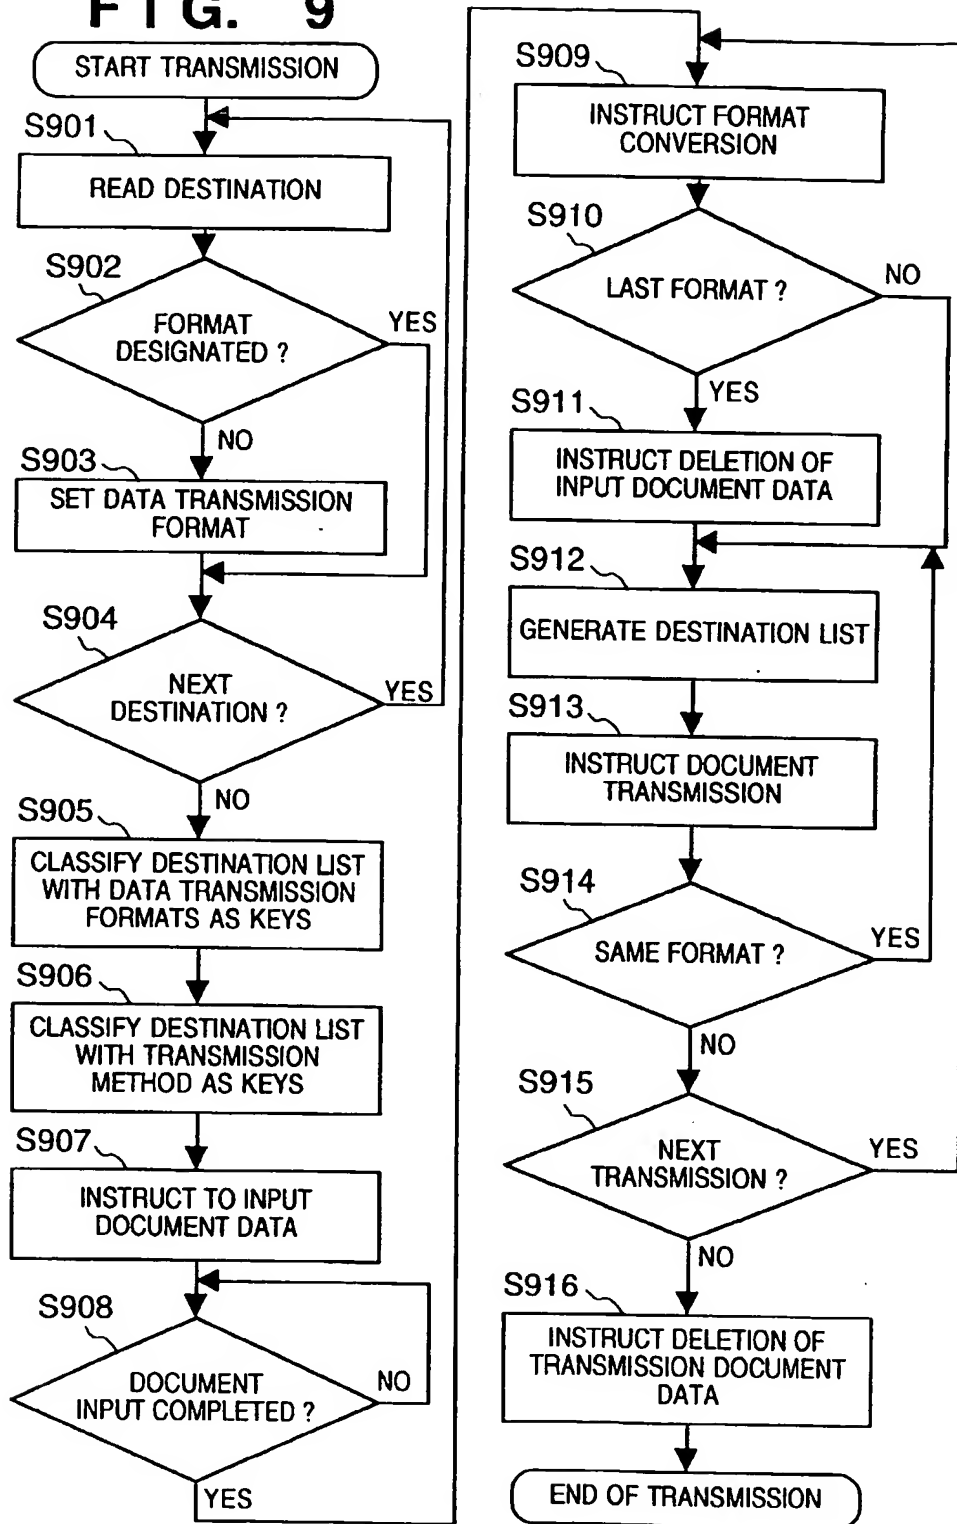 FIG. 9
START TRANSMISSION
S901
READ DESTINATION
S902
FORMAT
DESIGNATED ?
YES
NO
S903
SET DATA TRANSMISSION
FORMAT
S904
NEXT
DESTINATION ?
YES
NO
S905
CLASSIFY DESTINATION LIST
WITH DATA TRANSMISSION
FORMATS AS KEYS
S906
CLASSIFY DESTINATION LIST
WITH TRANSMISSION
METHOD AS KEYS
S907
INSTRUCT TO INPUT
DOCUMENT DATA
S908
DOCUMENT
INPUT COMPLETED ?
NO
YES
S909
INSTRUCT FORMAT
CONVERSION
S910
LAST FORMAT ?
NO
YES
S911
INSTRUCT DELETION OF
INPUT DOCUMENT DATA
S912
GENERATE DESTINATION LIST
S913
INSTRUCT DOCUMENT
TRANSMISSION
S914
SAME FORMAT ?
YES
NO
S915
NEXT
TRANSMISSION ?
YES
NO
S916
INSTRUCT DELETION OF
TRANSMISSION DOCUMENT
DATA
END OF TRANSMISSION